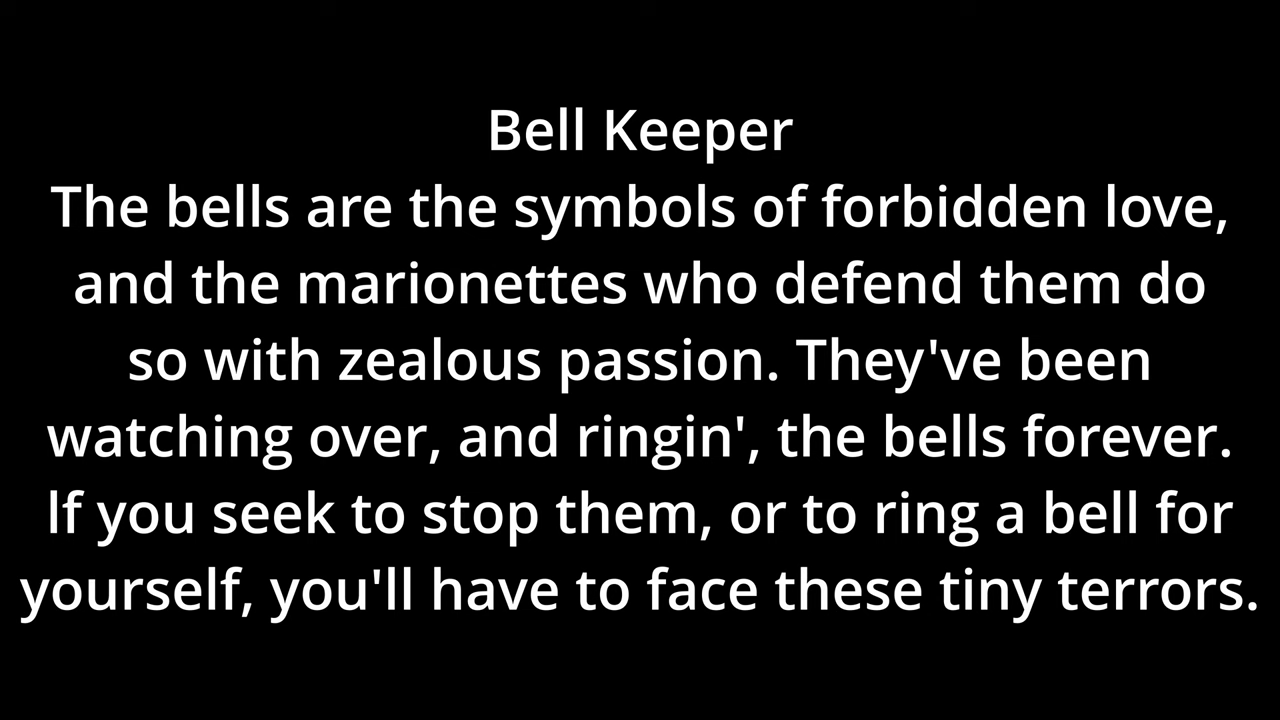 Bell Keeper
The bells are the symbols of forbidden love,
and the marionettes who defend them do
so with zealous passion. They've been
watching over, and ringin', the bells forever.
If you seek to stop them, or to ring a bell for
yourself, you'll have to face these tiny terrors.